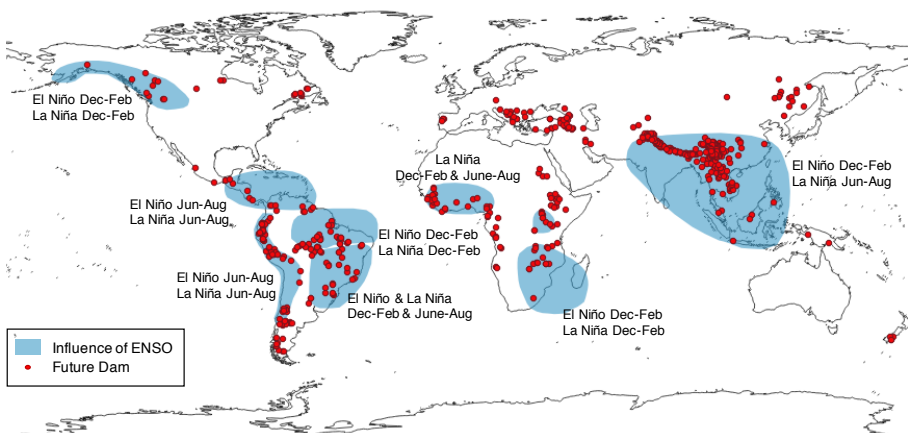 El Niño Dec-Feb
La Niña Dec-Feb
La Niña
Dec-Feb & June-Aug
El Niño Dec-Feb
La Niña Jun-Aug
El Niño Jun-Aug
La Niña Jun-Aug
El Niño Dec-Feb
La Niña Dec-Feb
El Niño Jun-Aug
La Niña Jun-Aug
El Niño & La Niña
Dec-Feb & June-Aug
El Niño Dec-Feb
La Niña Dec-Feb
Influence of ENSO
Future Dam